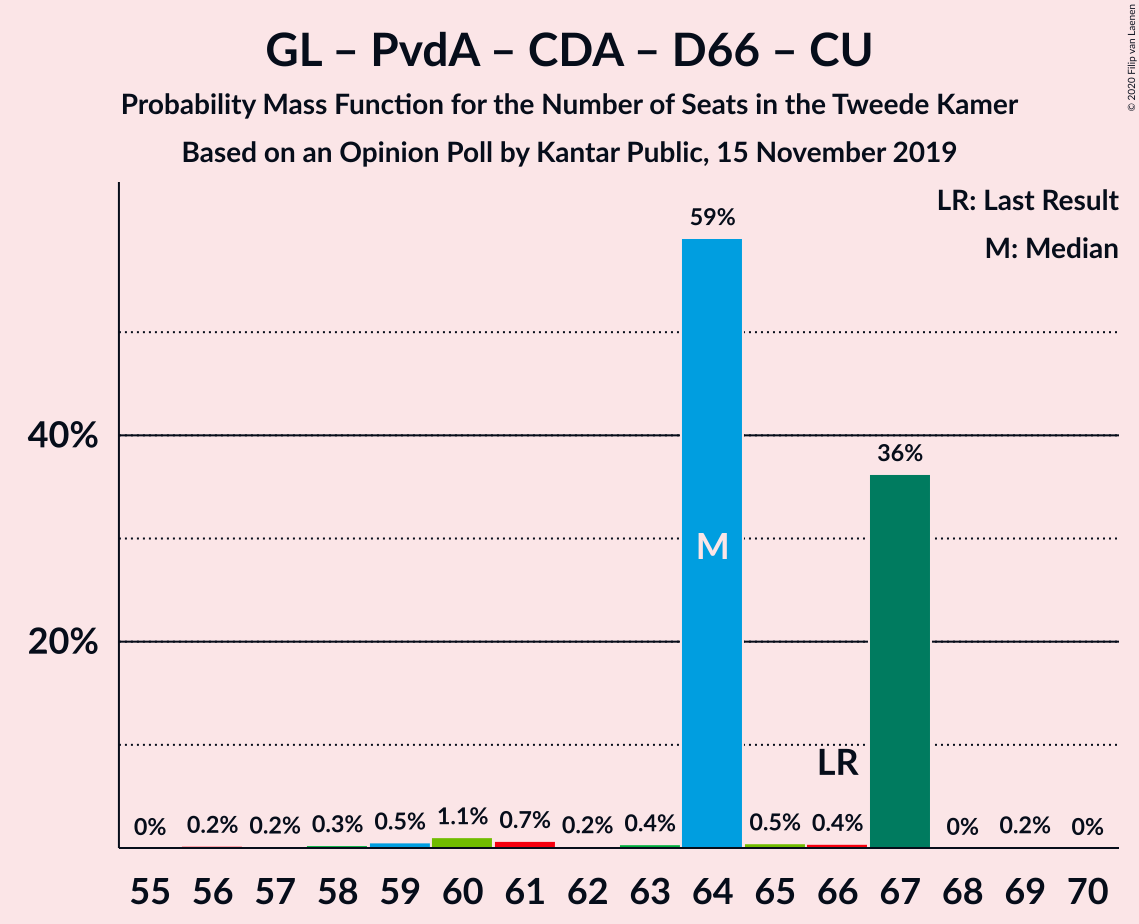 GL – PvdA – CDA – D66 – CU
Probability Mass Function for the Number of Seats in the Tweede Kamer
Based on an Opinion Poll by Kantar Public, 15 November 2019
© 2020 Filip van Laenen
LR: Last Result
M: Median
59%
40%
36%
M
20%
LR
0% 0.2% 0.2% 0.3% 0.5% 1.1% 0.7% 0.2% 0.4% 0.5% 0.4% 0% 0.2% 0%
55 56 57 58 59 60 61 62 63 64 65 66 67 68 69 70